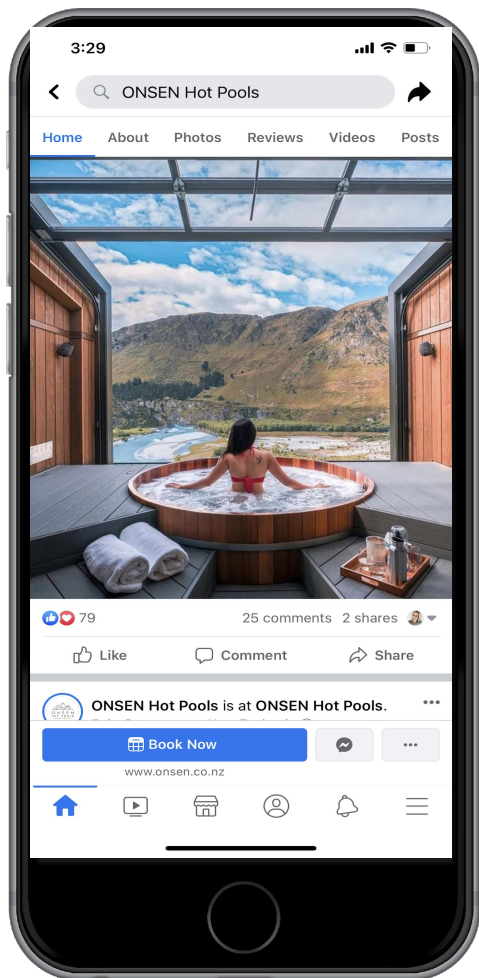 3:29
ONSEN Hot Pools
Home About Photos Reviews Videos Posts
79 25 comments 2 shares
Like Comment Share
ONSEN Hot Pools is at ONSEN Hot Pools.
ONSEN
Book Now
www.onsen.co.nz